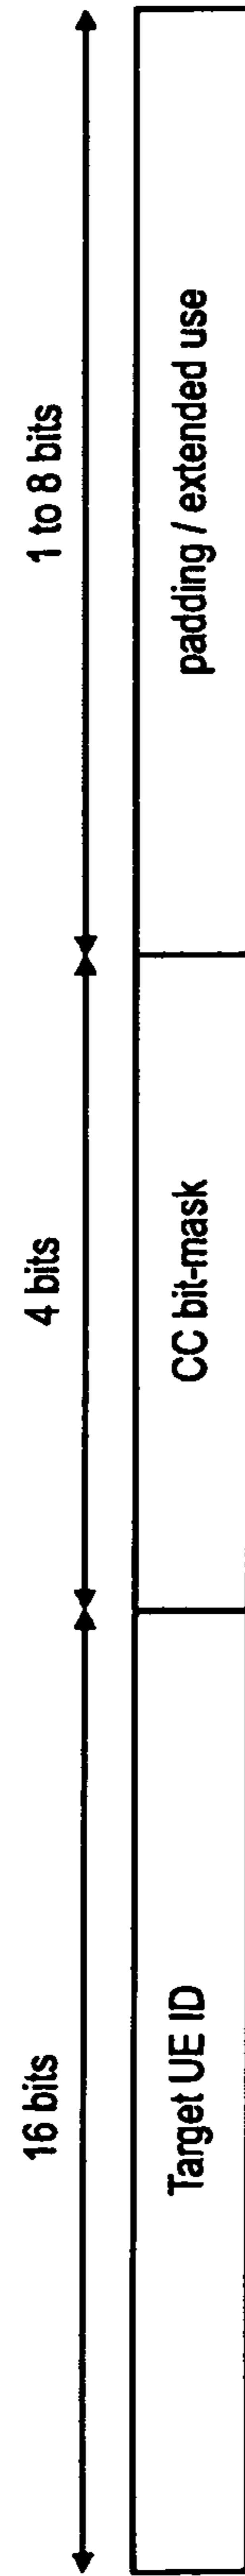 16 bits
4 bits
1 to 8 bits
Target UE ID
CC bit-mask
padding / extended use